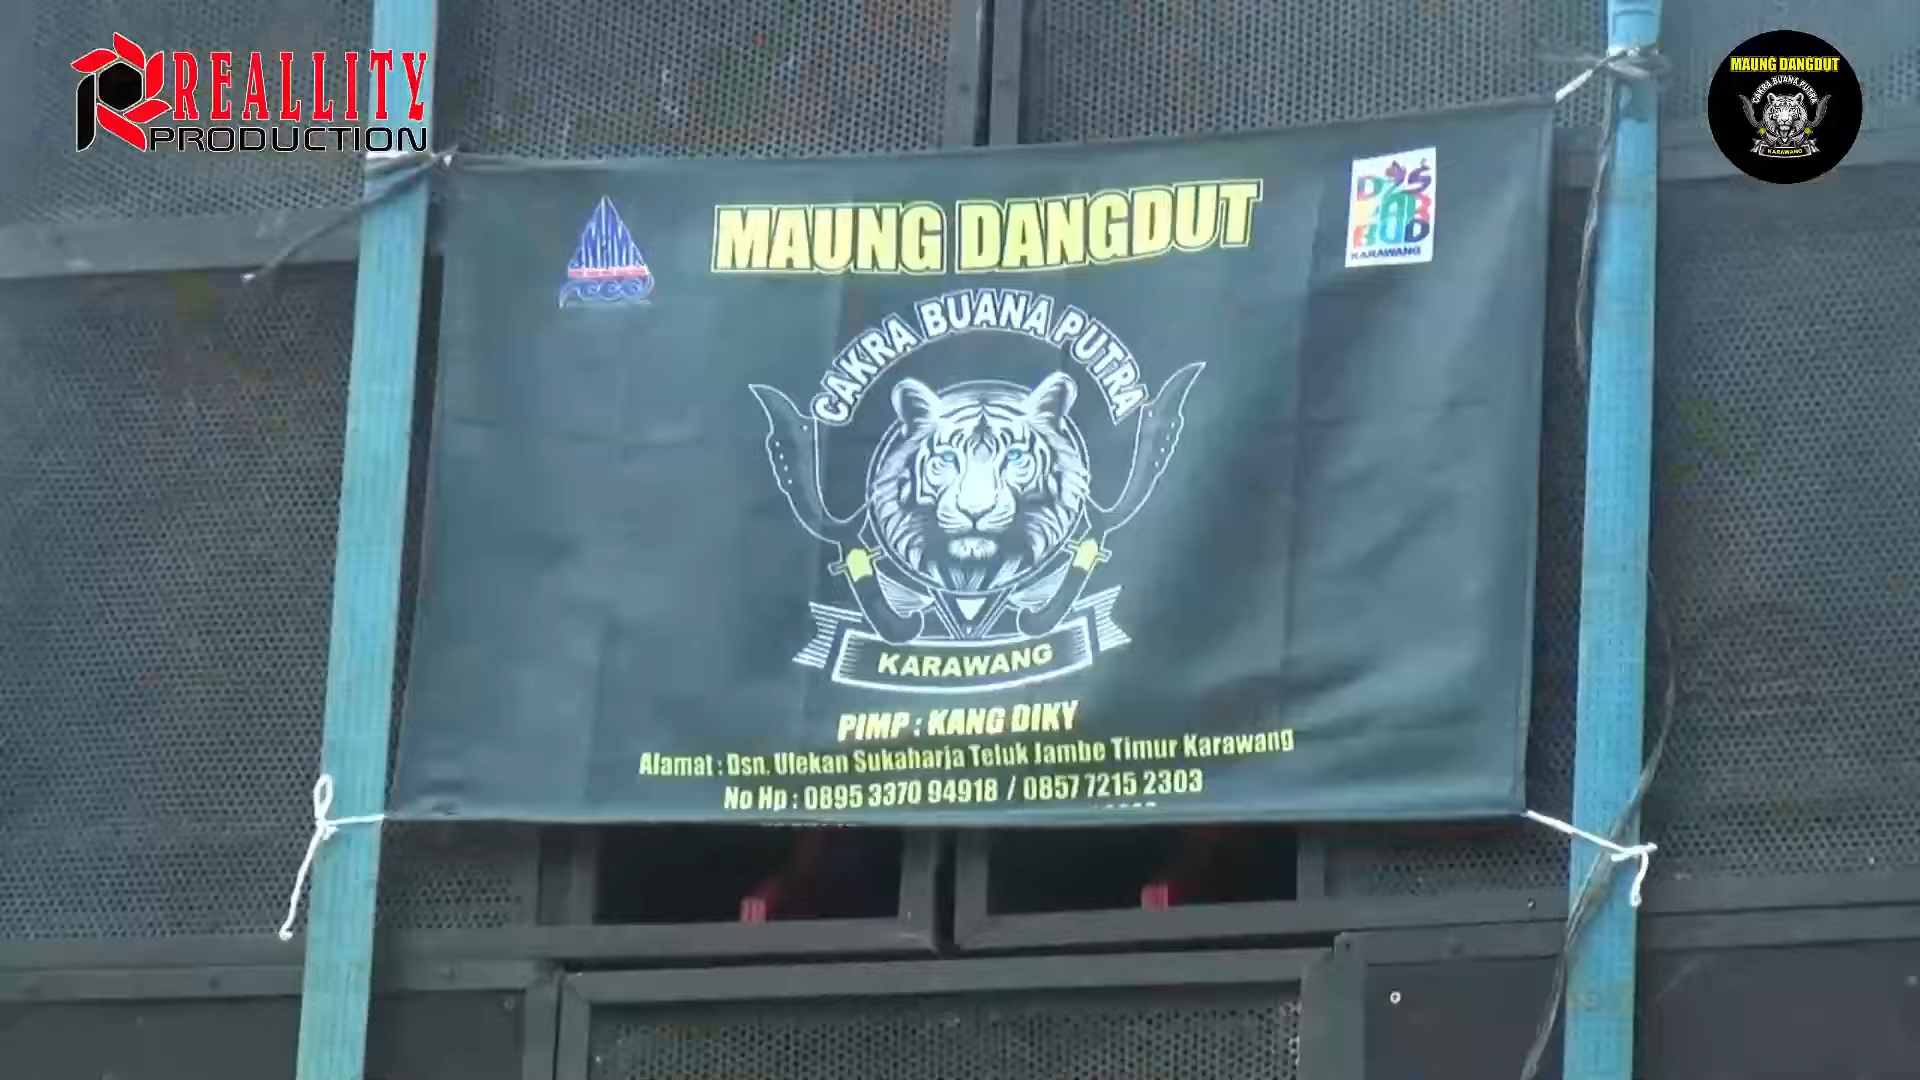 REALLITY
PRODUCTION
MAUNG DANGDUT
CAKRA BUANA PUTRA
KARAWANG
MAUNG DANGDUT
KARAWANG
CAKRA BUANA PUTRA
KARAWANG
PIMP : KANG DIKY
Alamat : Dsn. Ulekan Sukaharja Teluk Jambe Timur Karawang
No Hp : 0895 3370 94918 / 0857 7215 2303